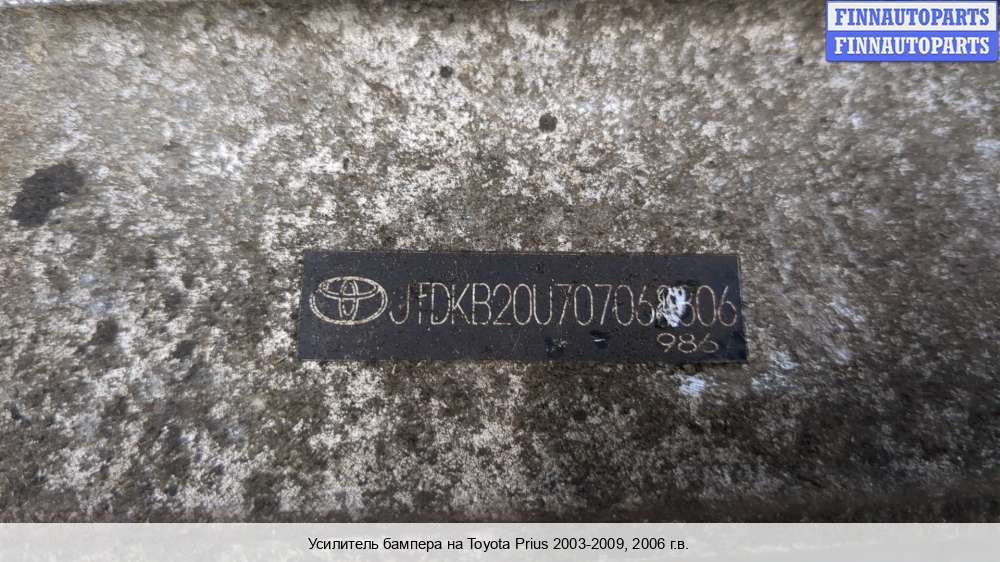 FINNAUTOPARTS
FINNAUTOPARTS
986
Усилитель бампера на Toyota Prius 2003-2009, 2006 г.в.